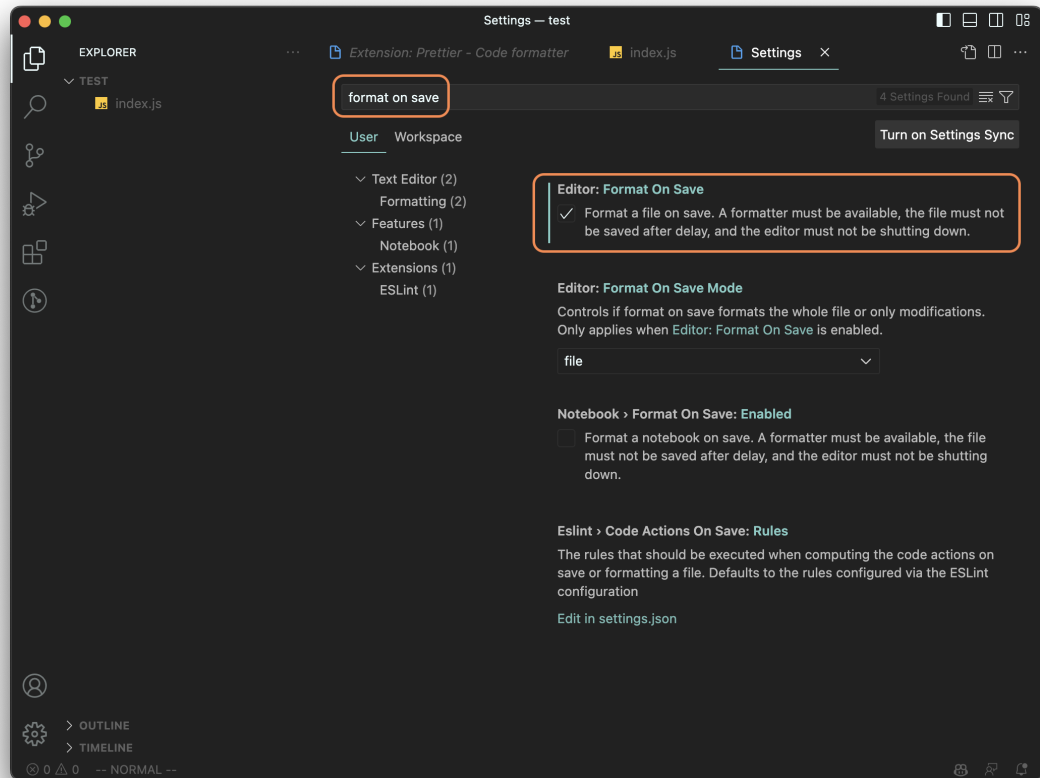 Settings — test
EXPLORER
TEST
JS index.js
Extension: Prettier - Code formatter
JS index.js
Settings
format on save
4 Settings Found
User
Workspace
Turn on Settings Sync
Text Editor (2)
Formatting (2)
Features (1)
Notebook (1)
Extensions (1)
ESLint (1)
Editor: Format On Save
Format a file on save. A formatter must be available, the file must not
be saved after delay, and the editor must not be shutting down.
Editor: Format On Save Mode
Controls if format on save formats the whole file or only modifications.
Only applies when Editor: Format On Save is enabled.
file
Notebook › Format On Save: Enabled
Format a notebook on save. A formatter must be available, the file
must not be saved after delay, and the editor must not be shutting
down.
Eslint › Code Actions On Save: Rules
The rules that should be executed when computing the code actions on
save or formatting a file. Defaults to the rules configured via the ESLint
configuration
Edit in settings.json
OUTLINE
TIMELINE
0 0 -- NORMAL --